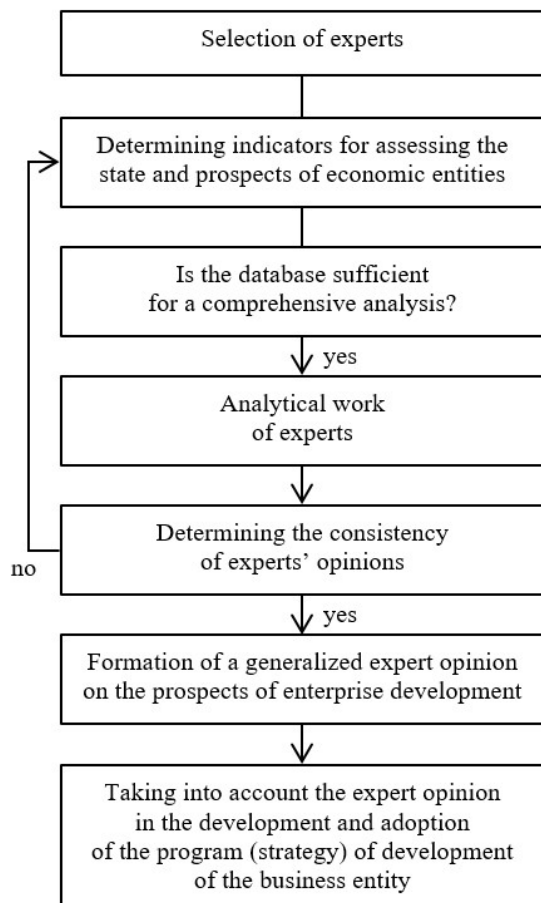 Selection of experts
Determining indicators for assessing the
state and prospects of economic entities
Is the database sufficient
for a comprehensive analysis?
yes
Analytical work
of experts
Determining the consistency
of experts’ opinions
no
yes
Formation of a generalized expert opinion
on the prospects of enterprise development
Taking into account the expert opinion
in the development and adoption
of the program (strategy) of development
of the business entity